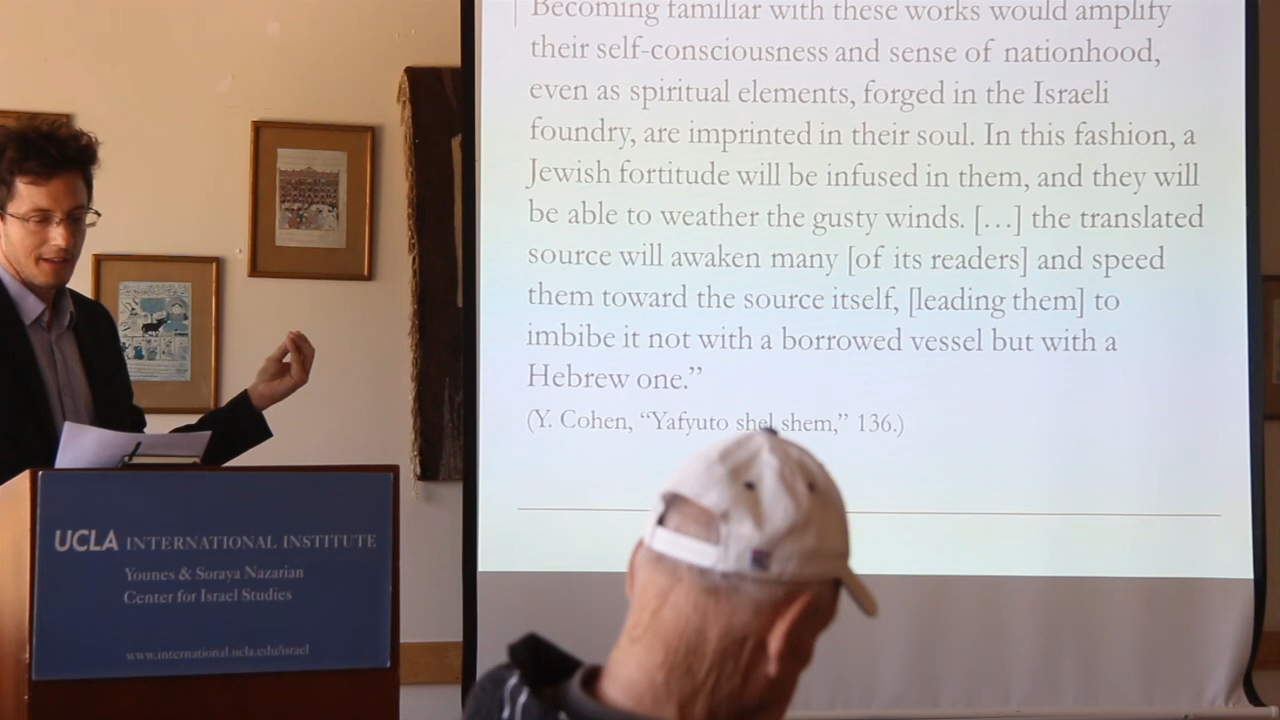 Becoming familiar with these works would amplify
their self-consciousness and sense of nationhood,
even as spiritual elements, forged in the Israeli
foundry, are imprinted in their soul. In this fashion, a
Jewish fortitude will be infused in them, and they will
be able to weather the gusty winds. […] the translated
source will awaken many [of its readers] and speed
them toward the source itself, [leading them] to
imbibe it not with a borrowed vessel but with a
Hebrew one.”
(Y. Cohen, “Yafyuto shel shem,” 136.)
UCLA INTERNATIONAL INSTITUTE
Younes & Soraya Nazarian
Center for Israel Studies
www.international.ucla.edu/israel